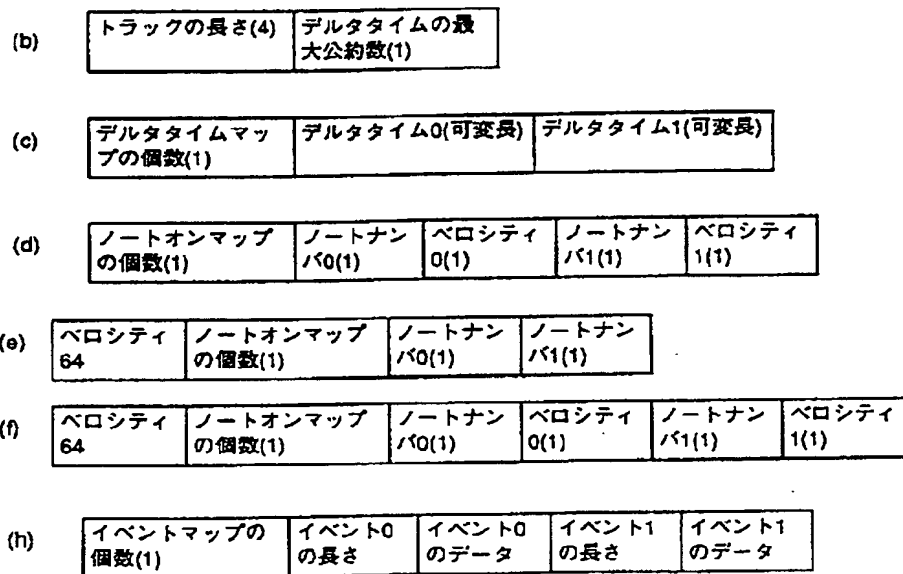 (b)
トラックの長さ(4)
デルタタイムの最
大公約数(1)
(c)
デルタタイムマッ
プの個数(1)
デルタタイム0(可変長)
デルタタイム1(可変長)
(d)
ノートオンマップ
の個数(1)
ノートナン
バ0(1)
ベロシティ
0(1)
ノートナン
バ1(1)
ベロシティ
1(1)
(e)
ベロシティ
64
ノートオンマップ
の個数(1)
ノートナン
バ0(1)
ノートナン
バ1(1)
(f)
ベロシティ
64
ノートオンマップ
の個数(1)
ノートナン
バ0(1)
ベロシティ
0(1)
ノートナン
バ1(1)
ベロシティ
1(1)
(h)
イベントマップの
個数(1)
イベント0
の長さ
イベント0
のデータ
イベント1
の長さ
イベント1
のデータ